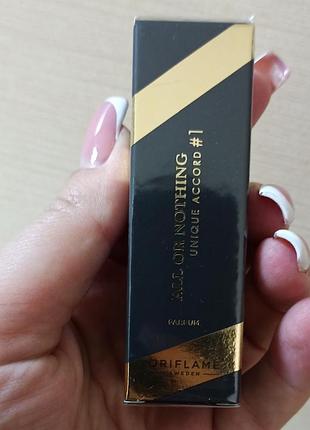 ALL OR NOTHING
UNIQUE ACCORD #1
PARFUM
ORIFLAME
SWEDEN